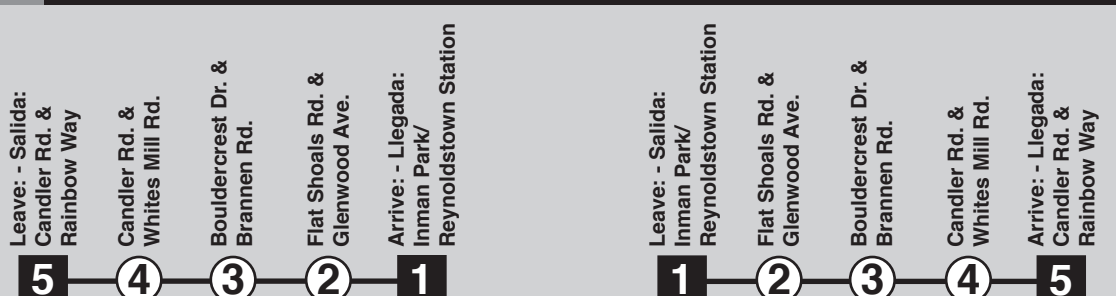 Leave: - Salida:
Candler Rd. &
Rainbow Way
Candler Rd. &
Whites Mill Rd.
Bouldercrest Dr. &
Brannen Rd.
Flat Shoals Rd. &
Glenwood Ave.
Arrive: - Llegada:
Inman Park/
Reynoldstown Station
5 4 3 2 1
Leave: - Salida:
Inman Park/
Reynoldstown Station
Flat Shoals Rd. &
Glenwood Ave.
Bouldercrest Dr. &
Brannen Rd.
Candler Rd. &
Whites Mill Rd.
Arrive: - Llegada:
Candler Rd. &
Rainbow Way
1 2 3 4 5